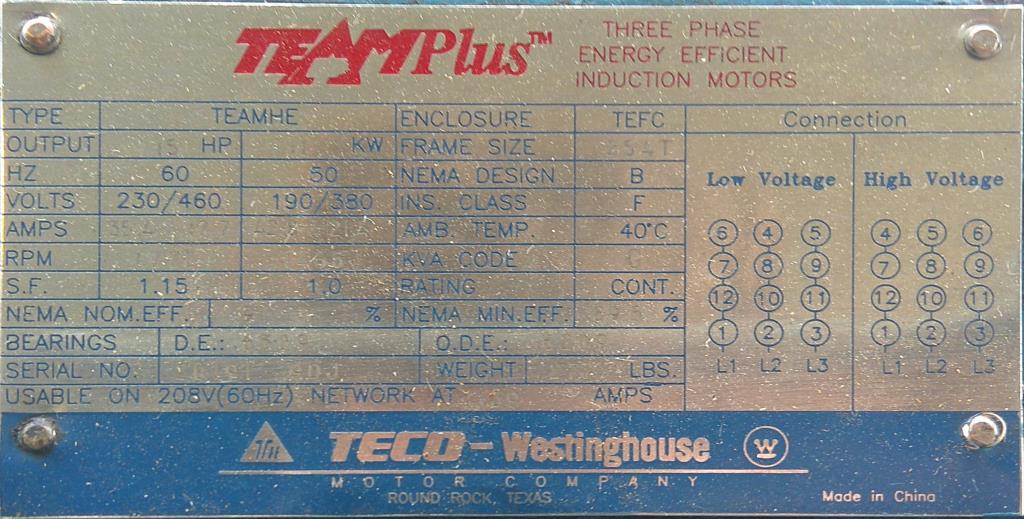 TEAMPlus™
THREE PHASE
ENERGY EFFICIENT
INDUCTION MOTORS
TYPE TEAMHE ENCLOSURE TEFC
OUTPUT 15 HP KW FRAME SIZE 254T
HZ 60 50 NEMA DESIGN B
VOLTS 230/460 190/380 INS. CLASS F
AMPS AMB. TEMP. 40°C
RPM KVA CODE G
S.F. 1.15 1.0 RATING CONT.
NEMA NOM.EFF. % NEMA MIN.EFF. %
BEARINGS D.E.: O.D.E.:
SERIAL NO. WEIGHT LBS.
USABLE ON 208V(60Hz) NETWORK AT AMPS
Connection
Low Voltage High Voltage
6 4 5 4 5 6
7 8 9 7 8 9
12 10 11 12 10 11
1 2 3 1 2 3
L1 L2 L3 L1 L2 L3
TECO-Westinghouse W
MOTOR COMPANY
ROUND ROCK, TEXAS
Made in China